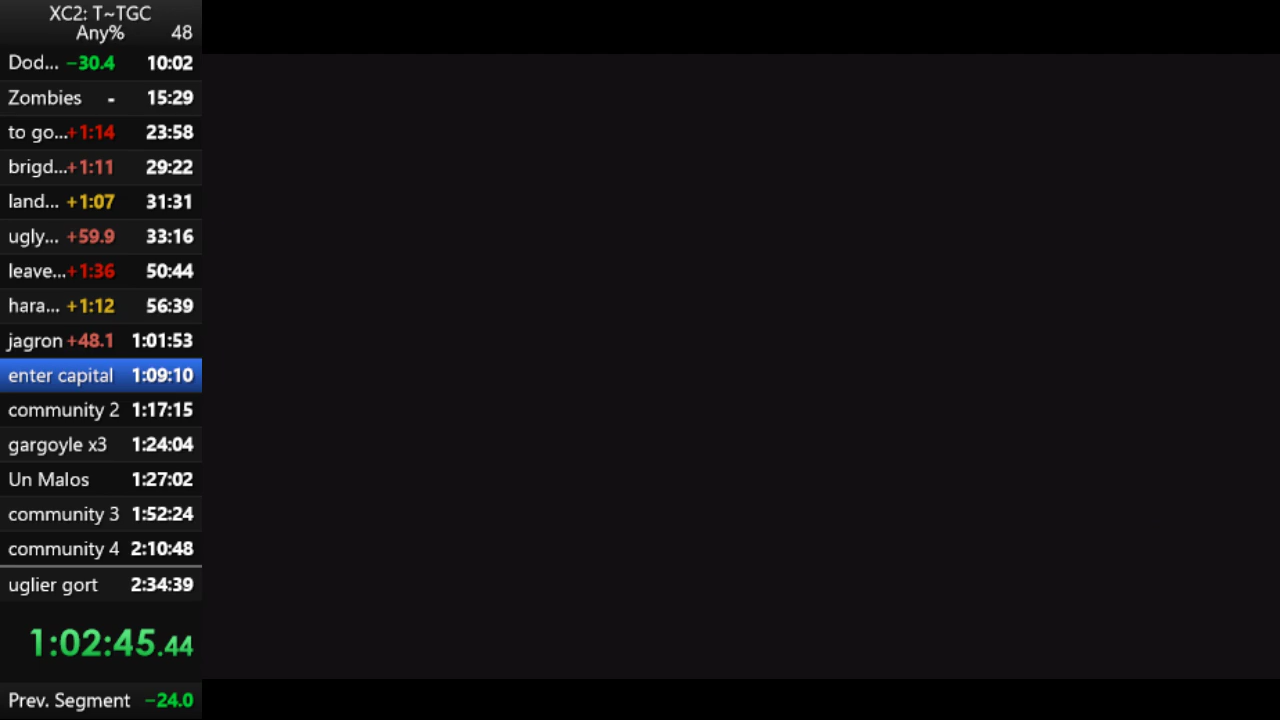 XC2: T~TGC
Any% 48
Dod... −30.4 10:02
Zombies - 15:29
to go...+1:14 23:58
brigd...+1:11 29:22
land... +1:07 31:31
ugly... +59.9 33:16
leave...+1:36 50:44
hara... +1:12 56:39
jagron +48.1 1:01:53
enter capital 1:09:10
community 2 1:17:15
gargoyle x3 1:24:04
Un Malos 1:27:02
community 3 1:52:24
community 4 2:10:48
uglier gort 2:34:39
1:02:45.44
Prev. Segment −24.0